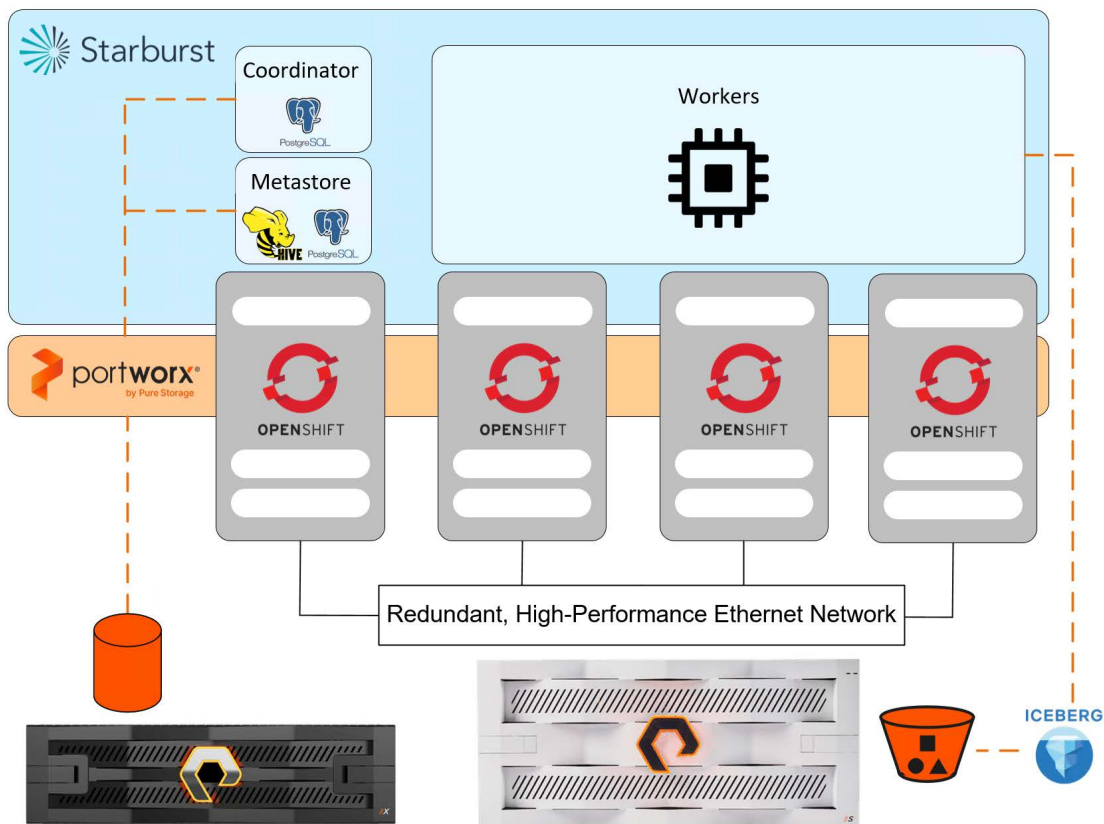 Starburst
Coordinator
PostgreSQL
Workers
Metastore
HIVE
PostgreSQL
portworx®
by Pure Storage
OPENSHIFT
OPENSHIFT
OPENSHIFT
OPENSHIFT
Redundant, High-Performance Ethernet Network
ICEBERG
//X
//S